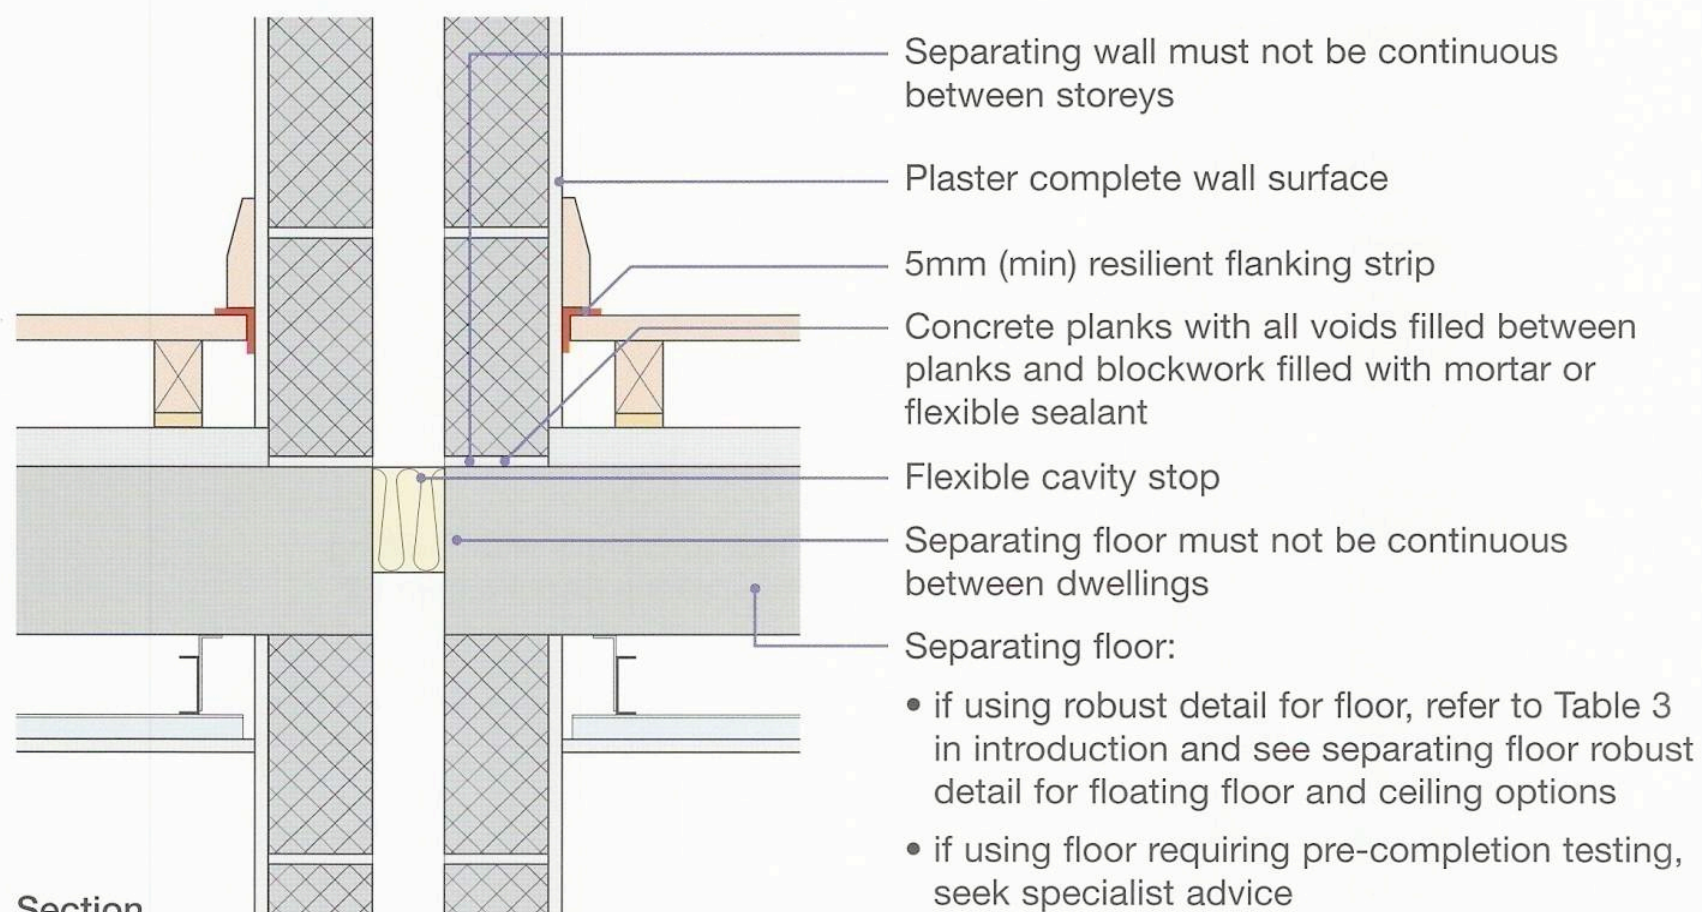 Separating wall must not be continuous
between storeys
Plaster complete wall surface
5mm (min) resilient flanking strip
Concrete planks with all voids filled between
planks and blockwork filled with mortar or
flexible sealant
Flexible cavity stop
Separating floor must not be continuous
between dwellings
Separating floor:
• if using robust detail for floor, refer to Table 3
in introduction and see separating floor robust
detail for floating floor and ceiling options
• if using floor requiring pre-completion testing,
seek specialist advice
Section